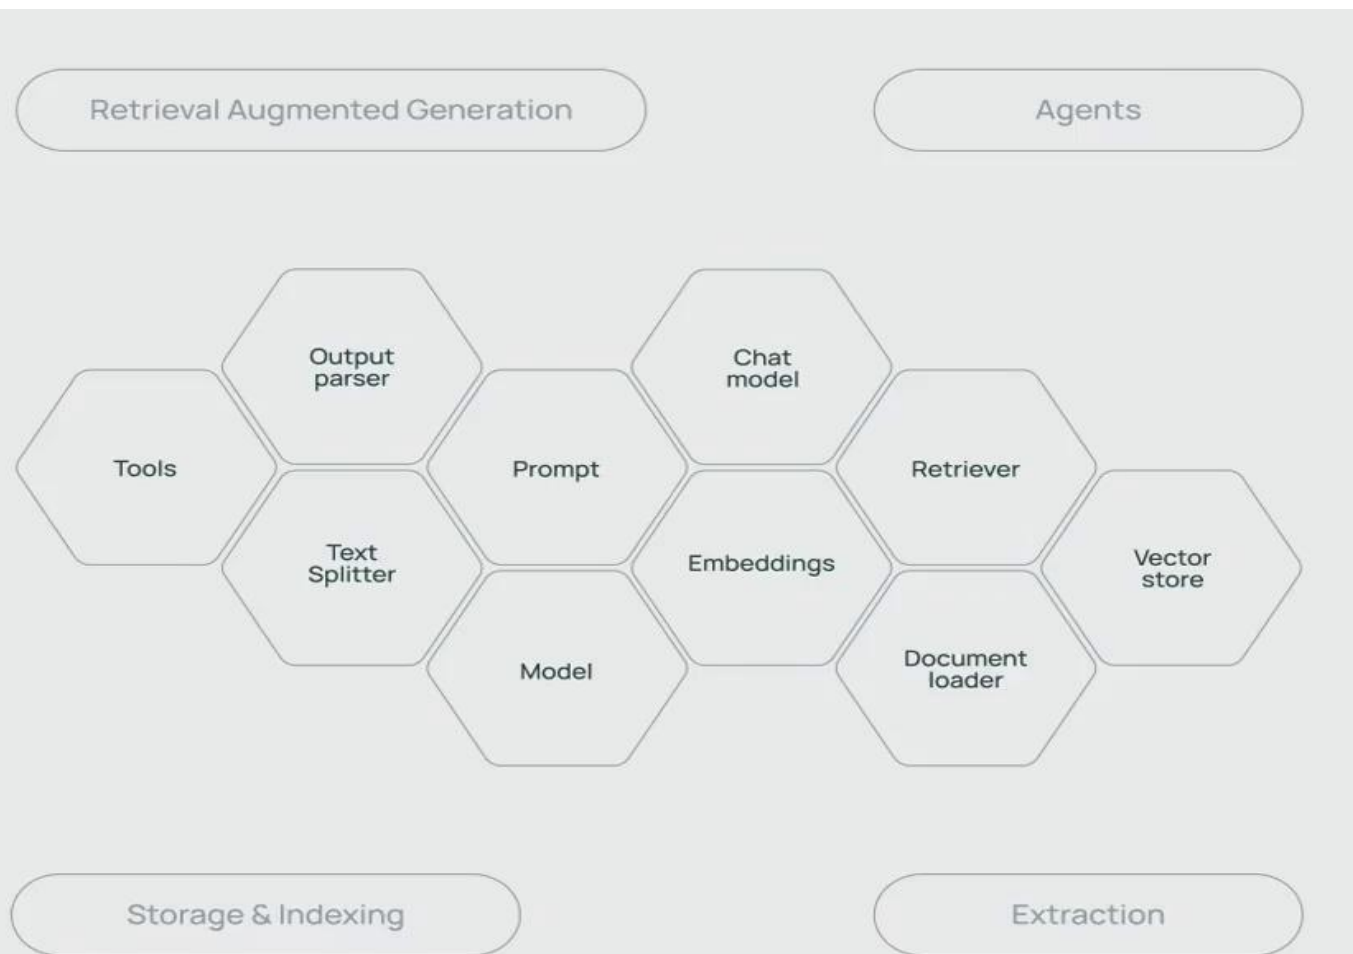 Retrieval Augmented Generation
Agents
Output
parser
Chat
model
Tools
Prompt
Retriever
Text
Splitter
Embeddings
Vector
store
Model
Document
loader
Storage & Indexing
Extraction